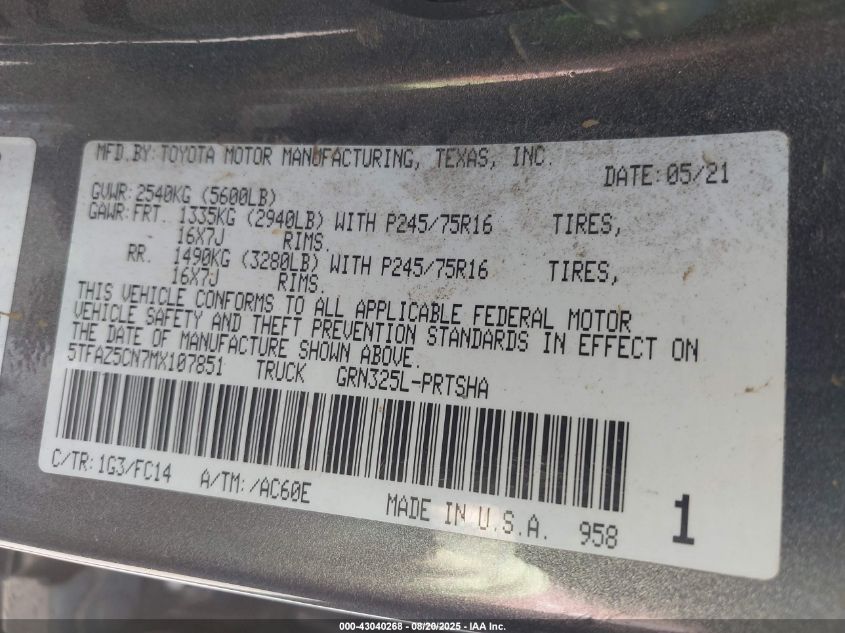 MFD.BY:TOYOTA MOTOR MANUFACTURING, TEXAS, INC.
DATE:05/21
GVWR:2540KG (5600LB)
GAWR:FRT. 1335KG (2940LB) WITH P245/75R16 TIRES,
- 16X7J RIMS.
RR. 1490KG (3280LB) WITH P245/75R16 TIRES,
16X7J RIMS.
THIS VEHICLE CONFORMS TO ALL APPLICABLE FEDERAL MOTOR
VEHICLE SAFETY AND THEFT PREVENTION STANDARDS IN EFFECT ON
THE DATE OF MANUFACTURE SHOWN ABOVE.
5TFAZ5CN7MX107851 TRUCK GRN325L-PRTSHA
C/TR:1G3/FC14 A/TM:/AC60E MADE IN U.S.A. 958 1
000-43040268 - 08/20/2025 - IAA Inc.